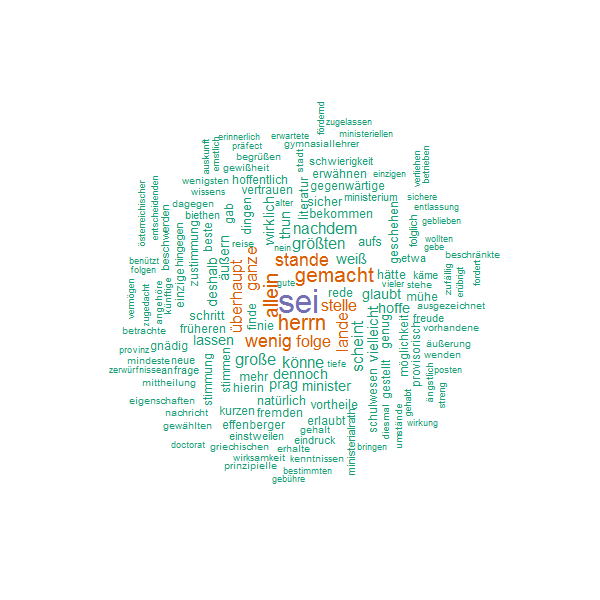 fördernd
zugelassen
erinnerlich
erwartete
ministeriellen
präfect
gymnasiallehrer
auskunft
ernstlich
begrüßen
stadt
schwierigkeit
verliehen
betrieben
gewißheit
erwähnen
einzigen
wenigsten
hoffentlich
gegenwärtige
österreichischer
entscheidenden
wissens
vertrauen
literatur
alter
ministerium
sichere
dagegen
gab
dingen
sicher
entlassung
biethen
wirklich
thun
bekommen
geschehens
folglich
geblieben
beschwerden
hingegen
zustimmung
beste
reise
nachdem
wollten
größten
aufs
gebe
nein
benützt
äußern
ganze
stande
weiß
etwa
beschränkte
folgen
deshalb
überhaupt
allein
gemacht
hätte
käme
zufällig
erübrigt
fordert
vermögen
zugedacht
angehöre
künftige
einzige
gute
vieler
stehe
sei
rede
glaubt
mühe
schritt
finde
stelle
hoffe
ausgezeichnet
betrachte
früheren
nie
herrn
lande
freude
provinz
gnädig
lassen
wenig
folge
scheint
vielleicht
genug
möglichkeit
provisorisch
vorhandene
äußerung
mindeste
neue
stimmung
stimmen
große
könne
tiefe
wenden
zerwürfnisse
anfrage
mehr
dennoch
schulwesen
gestellt
ängstlich
posten
mittheilung
hierin
prag
minister
streng
eigenschaften
natürlich
vortheile
gehabt
nachricht
kurzen
fremden
erlaubt
diesmal
umstände
gewählten
effenberger
gehalt
ministerialrath
wirkung
einstweilen
eindruck
doctorat
griechischen
erhalte
bringen
wirksamkeit
kenntnissen
prinzipielle
bestimmten
gebühre